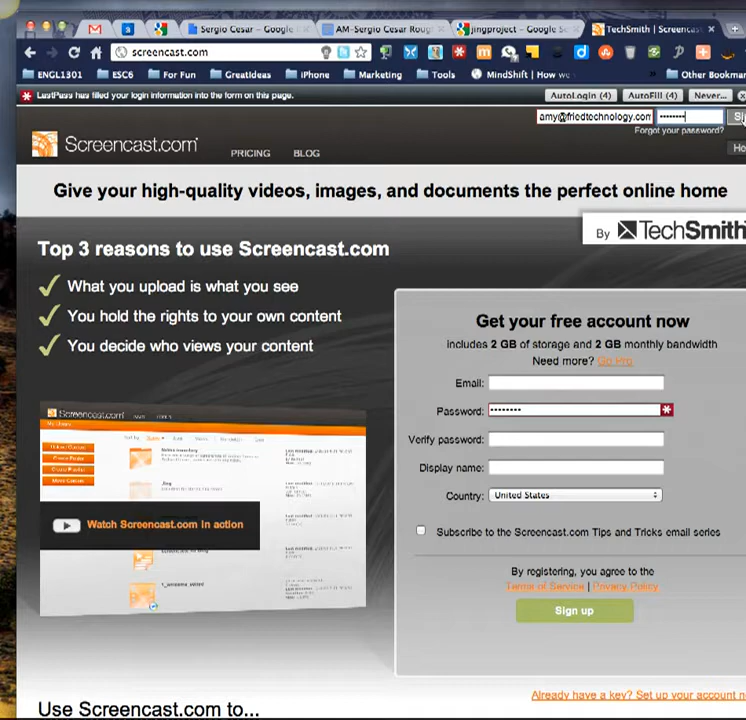 Sergio Cesar - Google
AM-Sergio Cesar Roug
jingproject - Google Se
TechSmith | Screencas
screencast.com
ENGL1301
ESC6
For Fun
GreatIdeas
iPhone
Marketing
Tools
MindShift | How we
Other Bookmar
LastPass has filled your login information into the form on this page.
AutoLogin (4)
AutoFill (4)
Never...
amy@friedtechnology.com
Si
Forgot your password?
Screencast.com
PRICING
BLOG
Ho
Give your high-quality videos, images, and documents the perfect online home
By TechSmith
Top 3 reasons to use Screencast.com
What you upload is what you see
You hold the rights to your own content
You decide who views your content
Get your free account now
includes 2 GB of storage and 2 GB monthly bandwidth
Need more? Go Pro
Email:
Password:
Verify password:
Display name:
Country: United States
Subscribe to the Screencast.com Tips and Tricks email series
By registering, you agree to the
Terms of Service | Privacy Policy
Sign up
Screencast.com
Watch Screencast.com in action
Already have a key? Set up your account n
Use Screencast.com to...